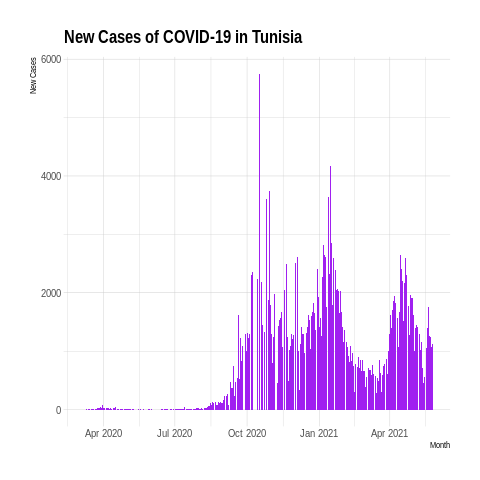 New Cases of COVID-19 in Tunisia
New Cases
6000
4000
2000
0
Apr 2020 Jul 2020 Oct 2020 Jan 2021 Apr 2021
Month